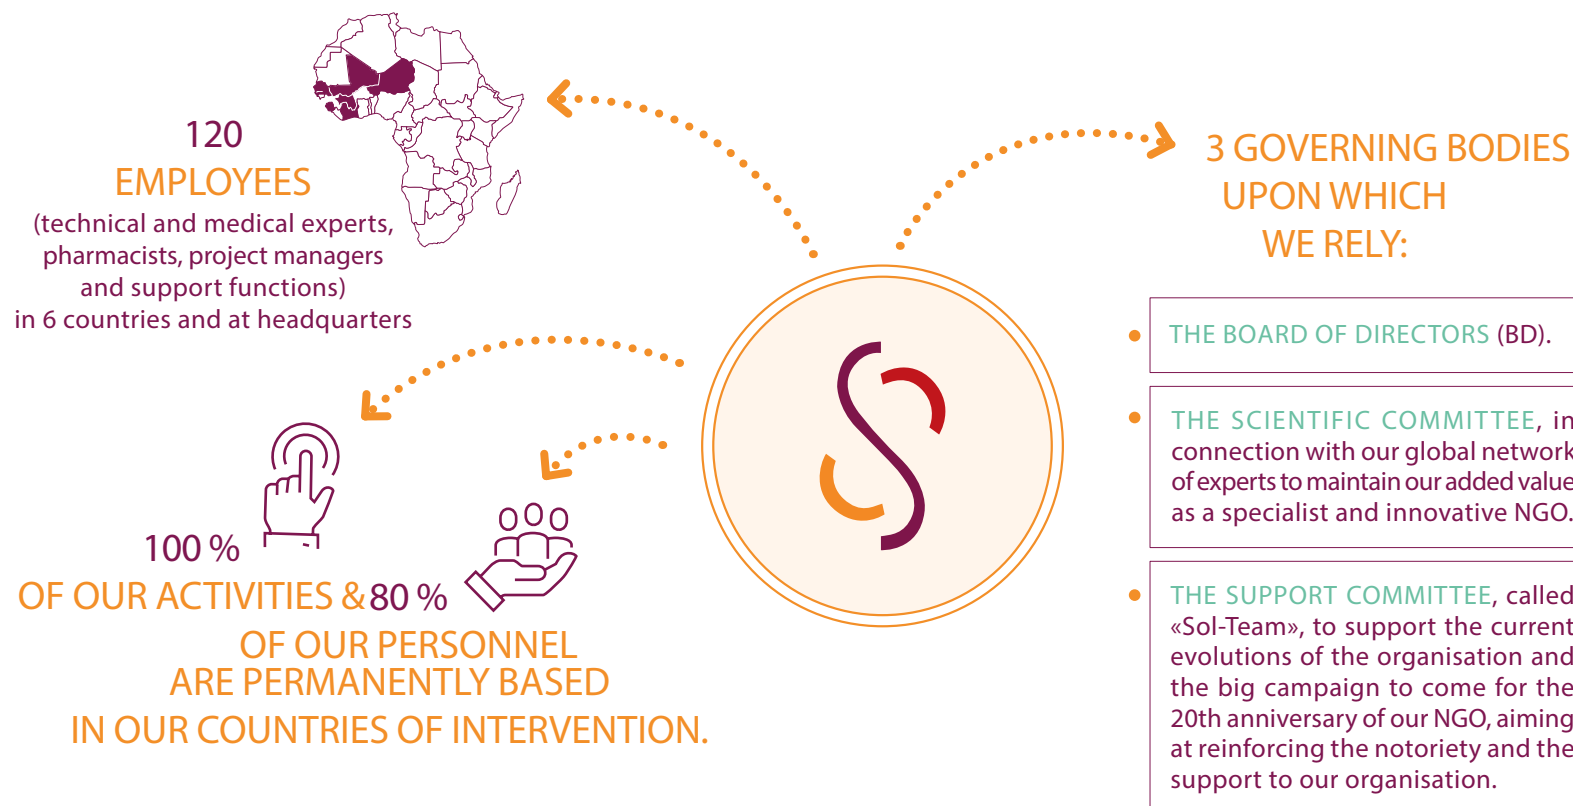 120
EMPLOYEES
(technical and medical experts,
pharmacists, project managers
and support functions)
in 6 countries and at headquarters
100 %
OF OUR ACTIVITIES & 80 %
OF OUR PERSONNEL
ARE PERMANENTLY BASED
IN OUR COUNTRIES OF INTERVENTION.
3 GOVERNING BODIES
UPON WHICH
WE RELY:
THE BOARD OF DIRECTORS (BD).
THE SCIENTIFIC COMMITTEE, in
connection with our global network
of experts to maintain our added value
as a specialist and innovative NGO.
THE SUPPORT COMMITTEE, called
«Sol-Team», to support the current
evolutions of the organisation and
the big campaign to come for the
20th anniversary of our NGO, aiming
at reinforcing the notoriety and the
support to our organisation.